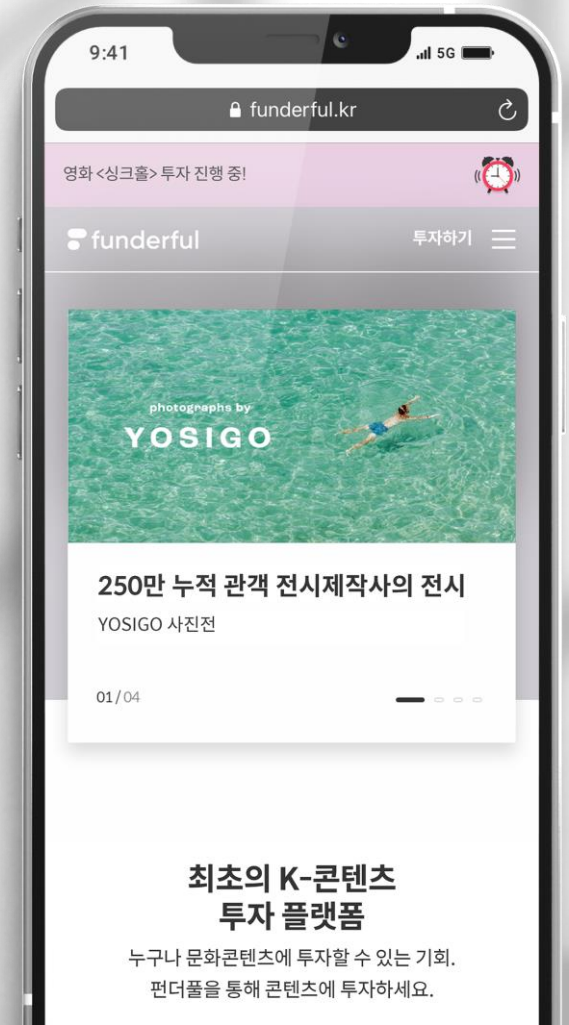 9:41
5G
funderful.kr
영화 <싱크홀> 투자 진행 중!
funderful
투자하기
photographs by
YOSIGO
250만 누적 관객 전시제작사의 전시
YOSIGO 사진전
01/04
최초의 K-콘텐츠
투자 플랫폼
누구나 문화콘텐츠에 투자할 수 있는 기회.
펀더풀을 통해 콘텐츠에 투자하세요.